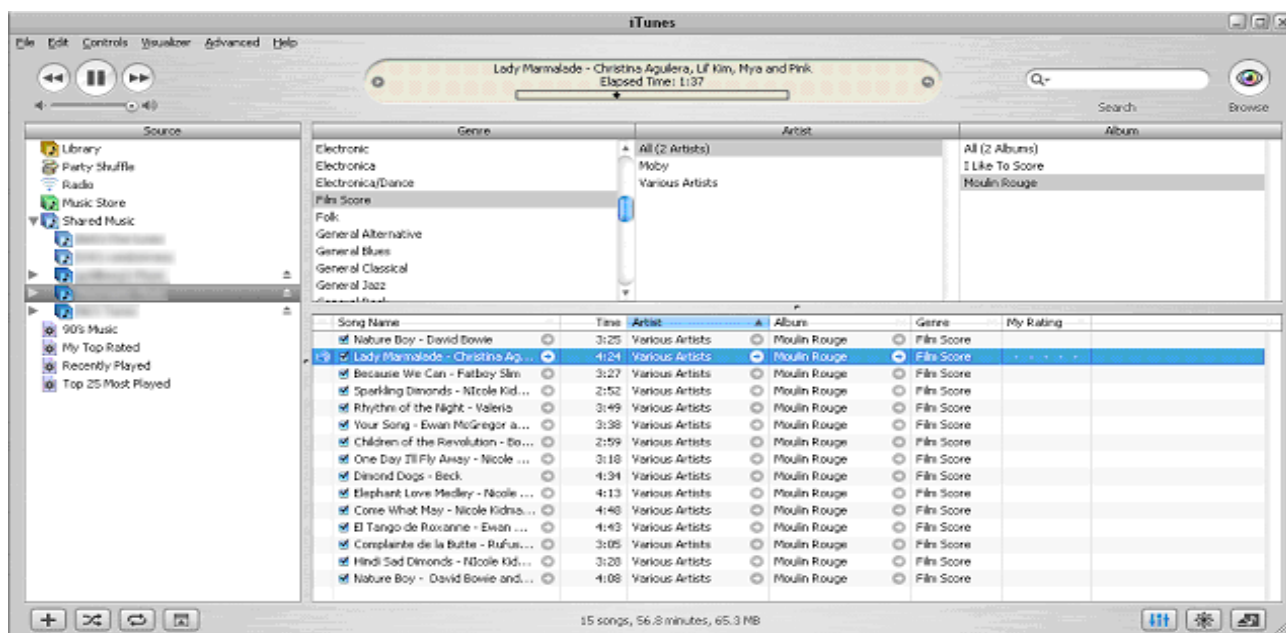 iTunes
File Edit Controls Visualizer Advanced Help
Lady Marmalade - Christina Aguilera, Lil' Kim, Mya and Pink
Elapsed Time: 1:37
Search
Browse
Source
Library
Party Shuffle
Radio
Music Store
Shared Music
90's Music
My Top Rated
Recently Played
Top 25 Most Played
Genre
Electronic
Electronica
Electronica/Dance
Film Score
Folk
General Alternative
General Blues
General Classical
General Jazz
General Rock
Artist
All (2 Artists)
Moby
Various Artists
Album
All (2 Albums)
I Like To Score
Moulin Rouge
Song Name Time Artist Album Genre My Rating
Nature Boy - David Bowie 3:25 Various Artists Moulin Rouge Film Score
Lady Marmalade - Christina Ag... 4:24 Various Artists Moulin Rouge Film Score
Because We Can - Fatboy Slim 3:27 Various Artists Moulin Rouge Film Score
Sparkling Dimonds - NIcole Kid... 2:52 Various Artists Moulin Rouge Film Score
Rhythm of the Night - Valeria 3:49 Various Artists Moulin Rouge Film Score
Your Song - Ewan McGregor a... 3:38 Various Artists Moulin Rouge Film Score
Children of the Revolution - Bo... 2:59 Various Artists Moulin Rouge Film Score
One Day I'll Fly Away - Nicole ... 3:18 Various Artists Moulin Rouge Film Score
Dimond Dogs - Beck 4:34 Various Artists Moulin Rouge Film Score
Elephant Love Medley - Nicole ... 4:13 Various Artists Moulin Rouge Film Score
Come What May - Nicole Kidma... 4:48 Various Artists Moulin Rouge Film Score
El Tango de Roxanne - Ewan ... 4:43 Various Artists Moulin Rouge Film Score
Complainte de la Butte - Rufus... 3:05 Various Artists Moulin Rouge Film Score
Hindi Sad Dimonds - NIcole Kid... 3:28 Various Artists Moulin Rouge Film Score
Nature Boy - David Bowie and... 4:08 Various Artists Moulin Rouge Film Score
15 songs, 56.8 minutes, 65.3 MB